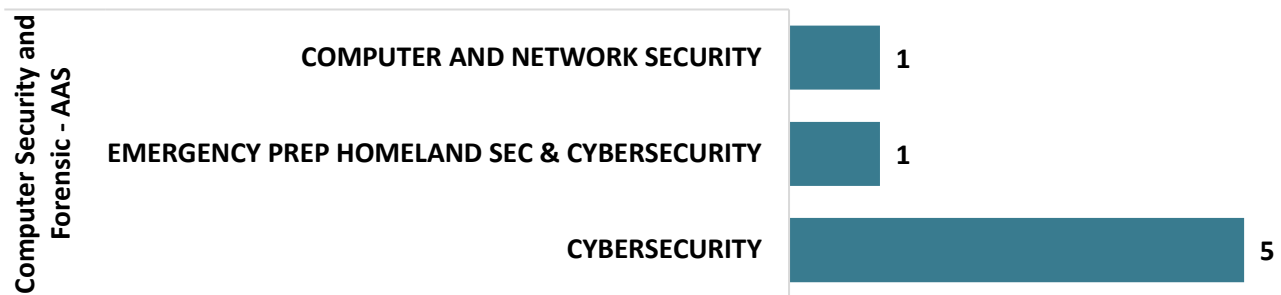 Computer Security and
Forensic - AAS
COMPUTER AND NETWORK SECURITY
1
EMERGENCY PREP HOMELAND SEC & CYBERSECURITY
1
CYBERSECURITY
5